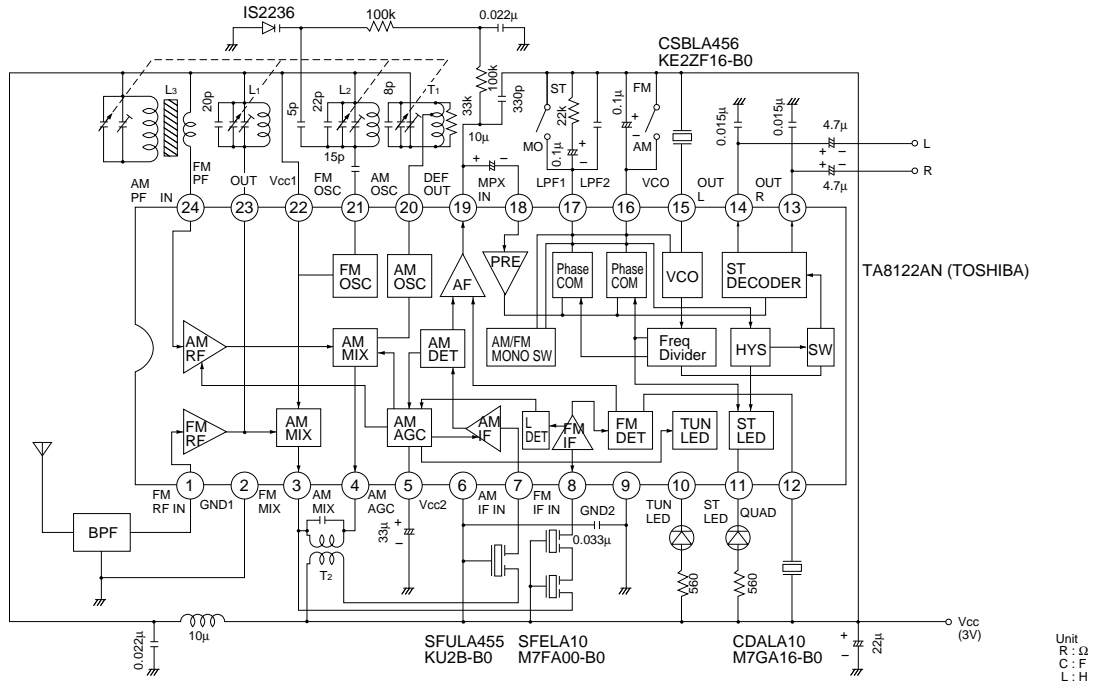 IS2236
100k
0.022µ
CSBLA456
KE2ZF16-B0
L3
20p
L1
5p
22p
L2
8p
T1
33k
100k
330p
10µ
ST
MO
22k
0.1µ
+
-
0.1µ
+
-
FM
AM
0.015µ
0.015µ
4.7µ
+ -
L
+ -
R
4.7µ
15p
AM PF
FM PF
IN
OUT
Vcc1
FM OSC
AM OSC
DEF OUT
+ -
MPX IN
LPF1
LPF2
VCO
OUT L
OUT R
24 23 22 21 20 19 18 17 16 15 14 13
TA8122AN (TOSHIBA)
FM OSC
AM OSC
AF
PRE
Phase COM
Phase COM
VCO
ST DECODER
AM RF
AM MIX
AM DET
AM/FM MONO SW
Freq Divider
HYS
SW
FM RF
AM MIX
AM AGC
AM IF
L DET
FM IF
FM DET
TUN LED
ST LED
1 2 3 4 5 6 7 8 9 10 11 12
FM RF IN
GND1
FM MIX
AM MIX
AM AGC
Vcc2
AM IF IN
FM IF IN
GND2
TUN LED
ST LED
QUAD
BPF
T2
33µ
+
-
0.033µ
560
560
0.022µ
10µ
SFULA455
KU2B-B0
SFELA10
M7FA00-B0
CDALA10
M7GA16-B0
+
-
22µ
Vcc
(3V)
Unit
R : Ω
C : F
L : H